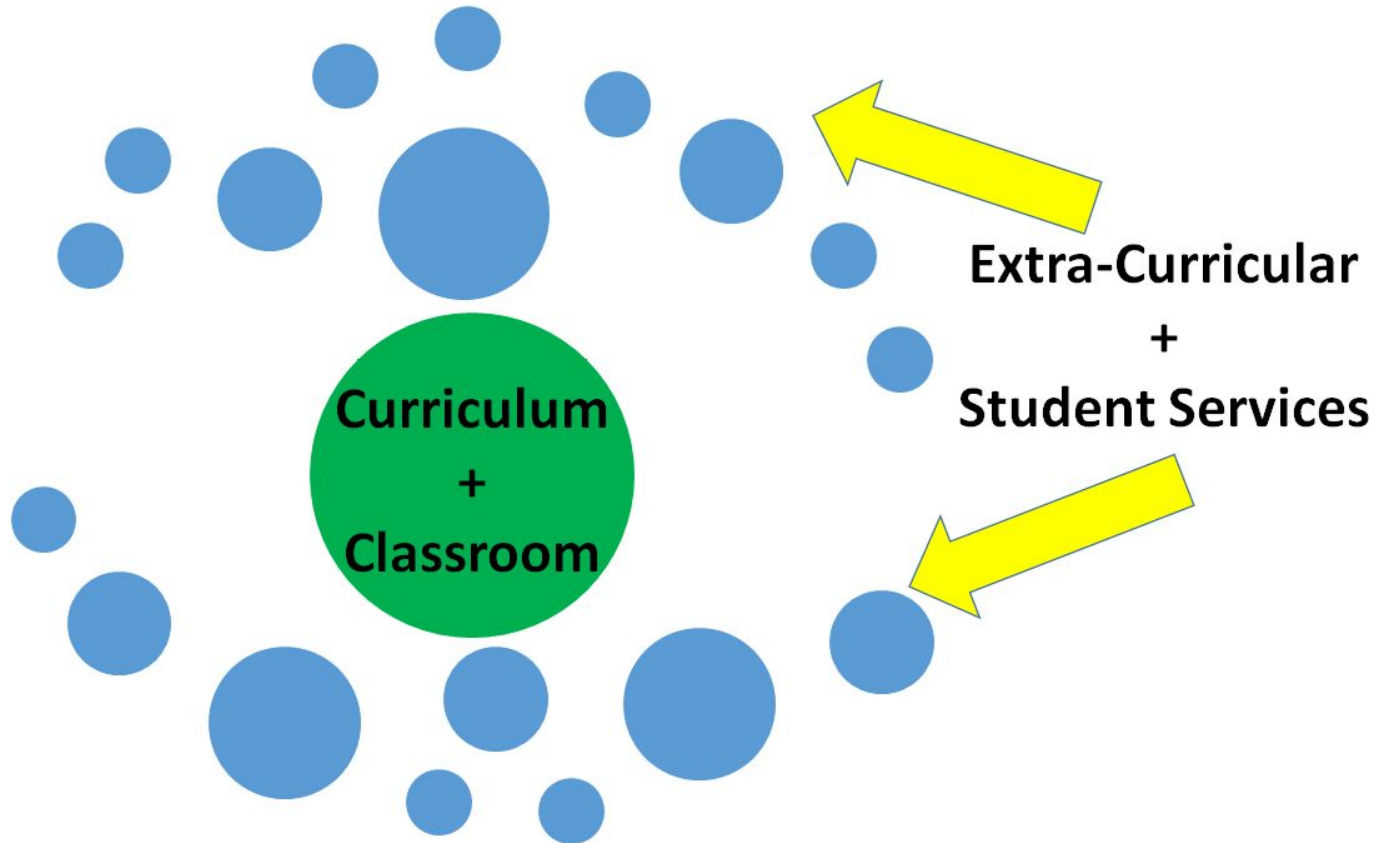 Extra-Curricular
+
Student Services
Curriculum
+
Classroom